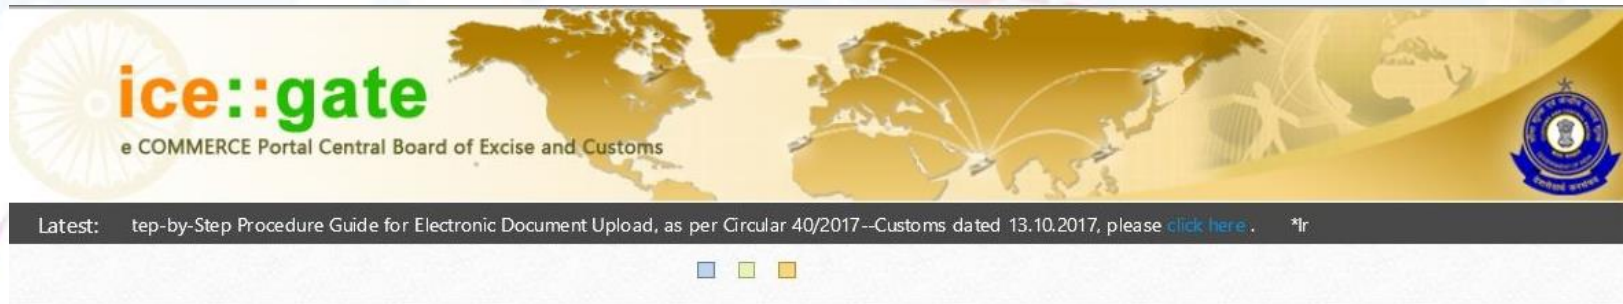 ice::gate
e COMMERCE Portal Central Board of Excise and Customs
Latest: tep-by-Step Procedure Guide for Electronic Document Upload, as per Circular 40/2017--Customs dated 13.10.2017, please click here . *Ir